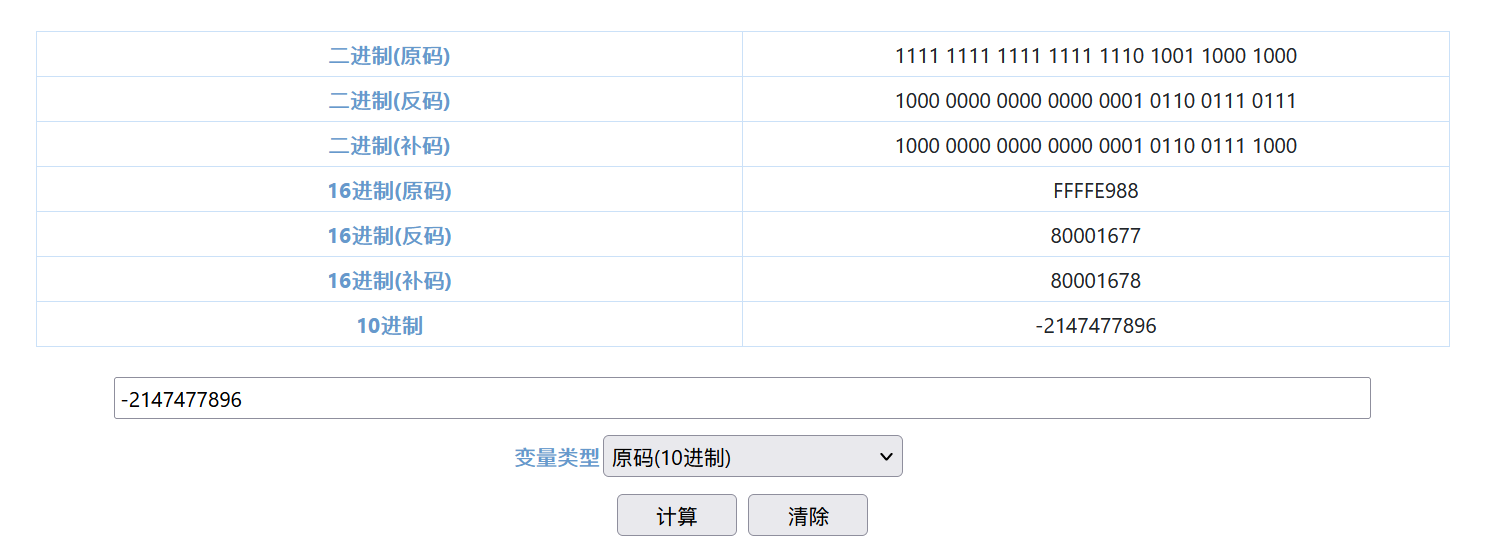 二进制(原码) 1111 1111 1111 1111 1110 1001 1000 1000
二进制(反码) 1000 0000 0000 0000 0001 0110 0111 0111
二进制(补码) 1000 0000 0000 0000 0001 0110 0111 1000
16进制(原码) FFFFE988
16进制(反码) 80001677
16进制(补码) 80001678
10进制 -2147477896
-2147477896
变量类型 原码(10进制)
计算 清除